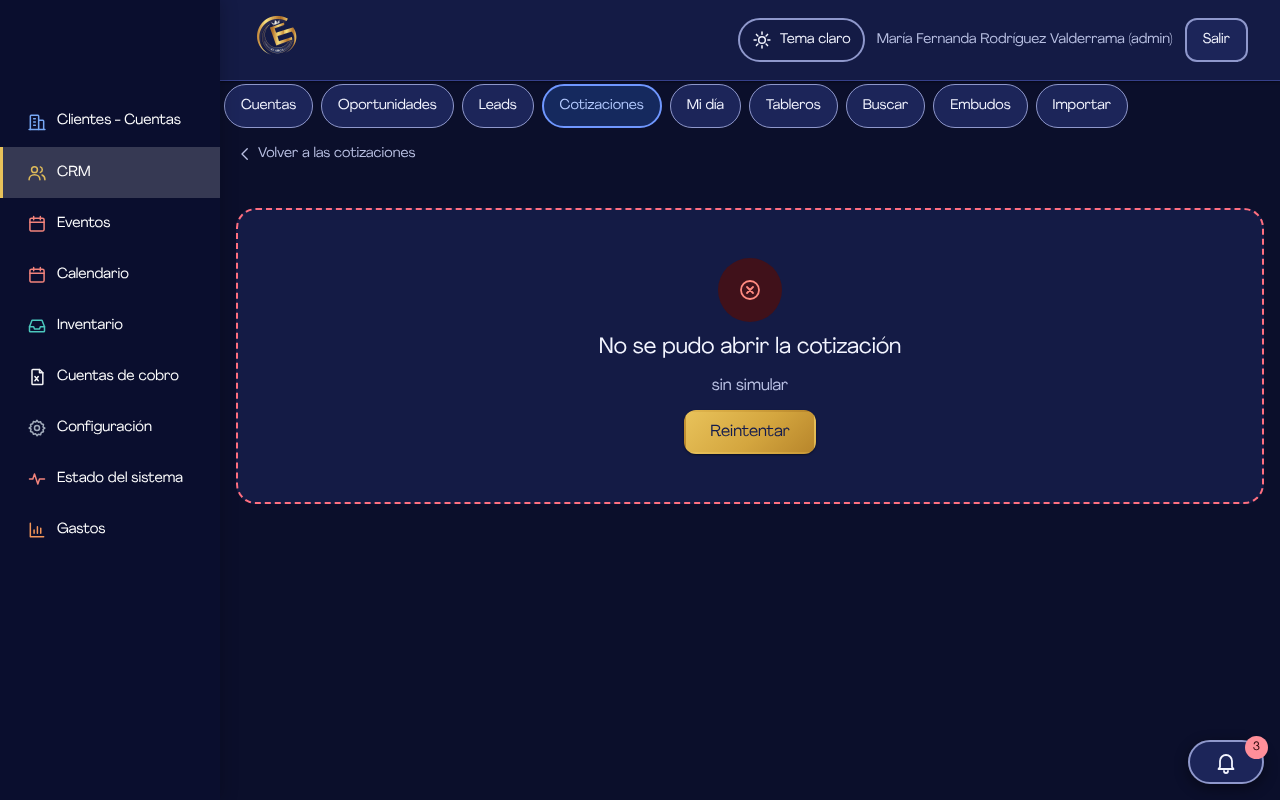 Tema claro
María Fernanda Rodríguez Valderrama (admin)
Salir
Clientes - Cuentas
CRM
Eventos
Calendario
Inventario
Cuentas de cobro
Configuración
Estado del sistema
Gastos
Cuentas
Oportunidades
Leads
Cotizaciones
Mi día
Tableros
Buscar
Embudos
Importar
Volver a las cotizaciones
No se pudo abrir la cotización
sin simular
Reintentar
3